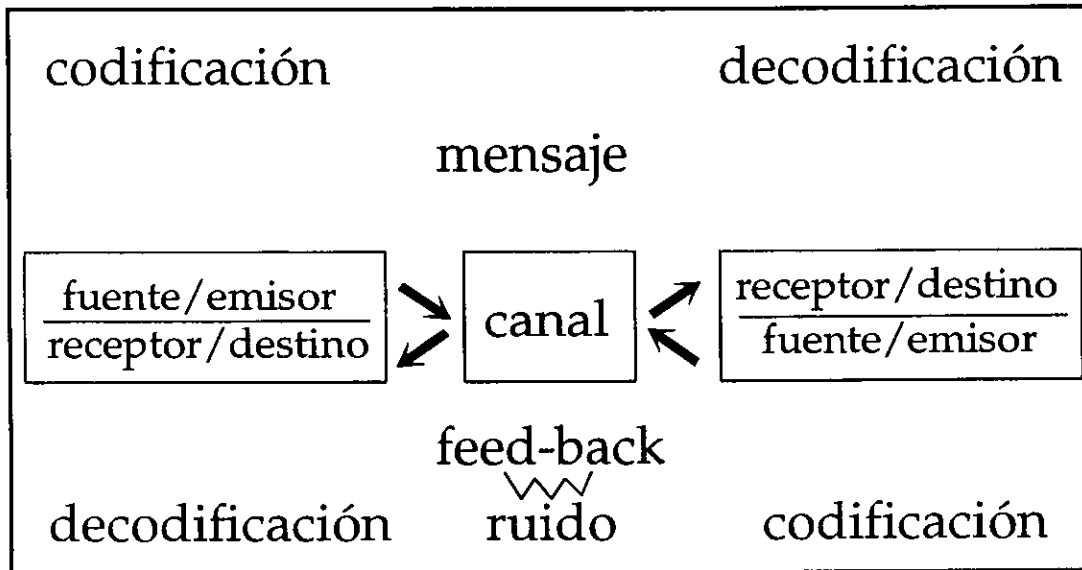 codificación decodificación
mensaje
fuente/emisor canal receptor/destino
receptor/destino fuente/emisor
feed-back
decodificación ruido codificación